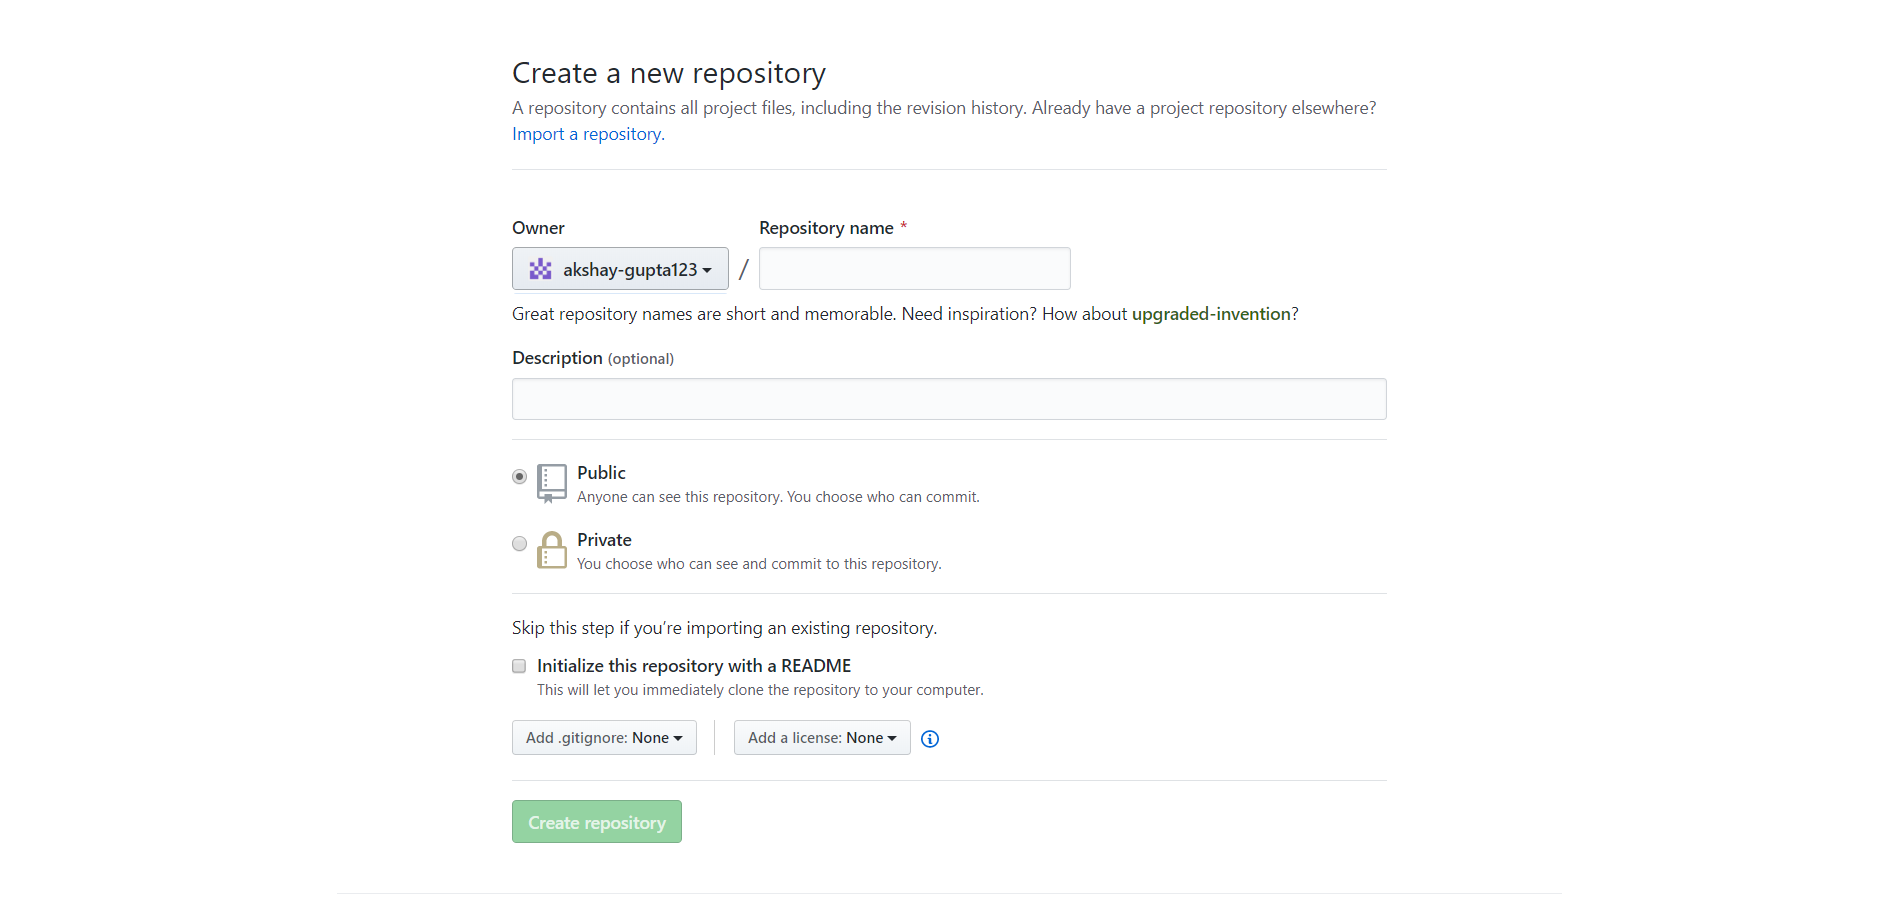 Create a new repository
A repository contains all project files, including the revision history. Already have a project repository elsewhere?
Import a repository.
Owner
Repository name *
akshay-gupta123 /
Great repository names are short and memorable. Need inspiration? How about upgraded-invention?
Description (optional)
Public
Anyone can see this repository. You choose who can commit.
Private
You choose who can see and commit to this repository.
Skip this step if you’re importing an existing repository.
Initialize this repository with a README
This will let you immediately clone the repository to your computer.
Add .gitignore: None
Add a license: None
Create repository